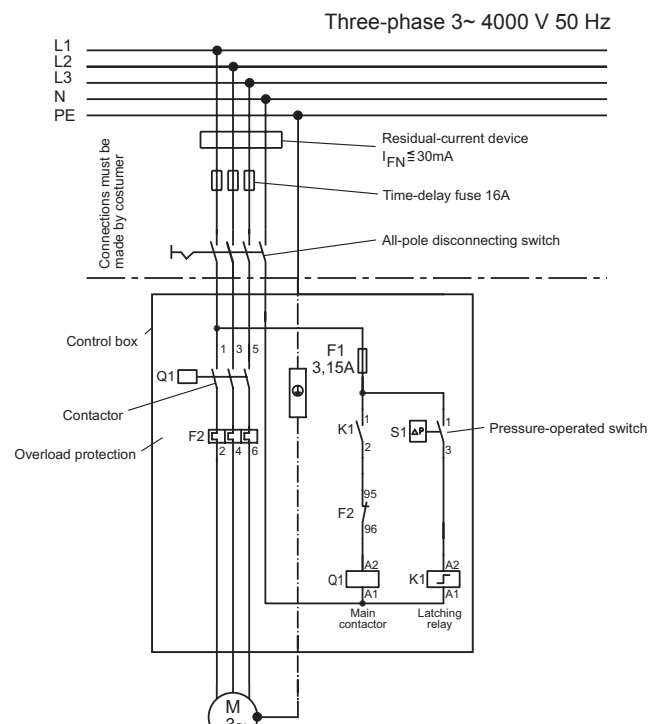 Three-phase 3~ 4000 V 50 Hz
L1
L2
L3
N
PE
Connections must be
made by costumer
Residual-current device
IFN≦30mA
Time-delay fuse 16A
All-pole disconnecting switch
Control box
F1
3,15A
1 3 5
Q1
Contactor
K1
1
2
S1
ΔP
1
3
Pressure-operated switch
F2
2 4 6
Overload protection
95
F2
96
A2
Q1
A1
A2
K1
A1
Main
contactor
Latching
relay
M
3~